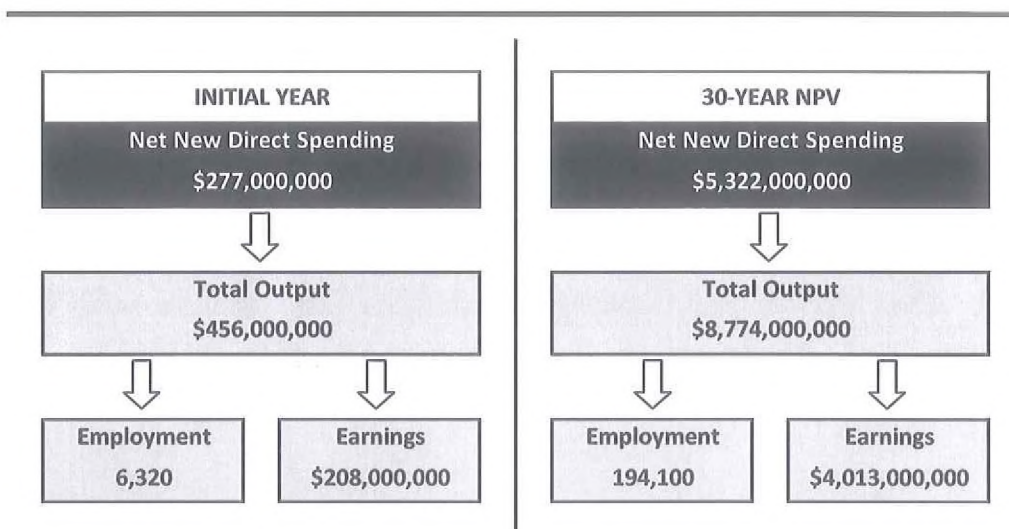 INITIAL YEAR
Net New Direct Spending
$277,000,000
Total Output
$456,000,000
Employment
6,320
Earnings
$208,000,000
30-YEAR NPV
Net New Direct Spending
$5,322,000,000
Total Output
$8,774,000,000
Employment
194,100
Earnings
$4,013,000,000